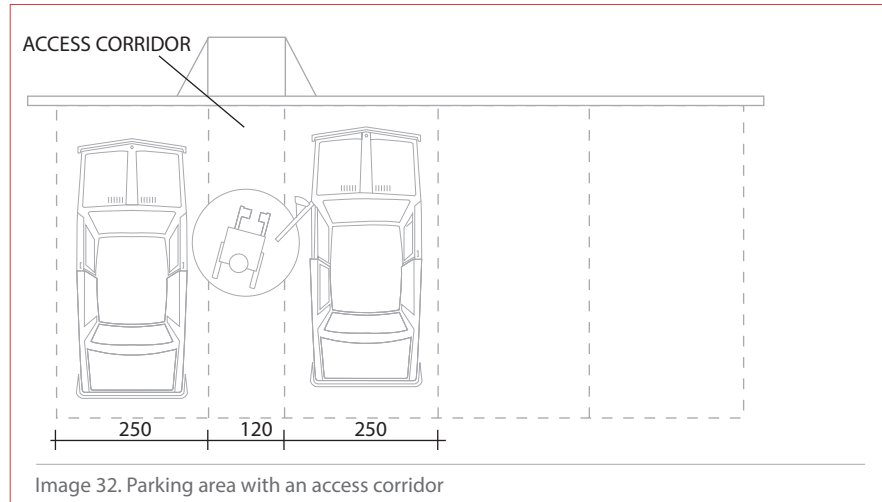 ACCESS CORRIDOR
250 120 250
Image 32. Parking area with an access corridor